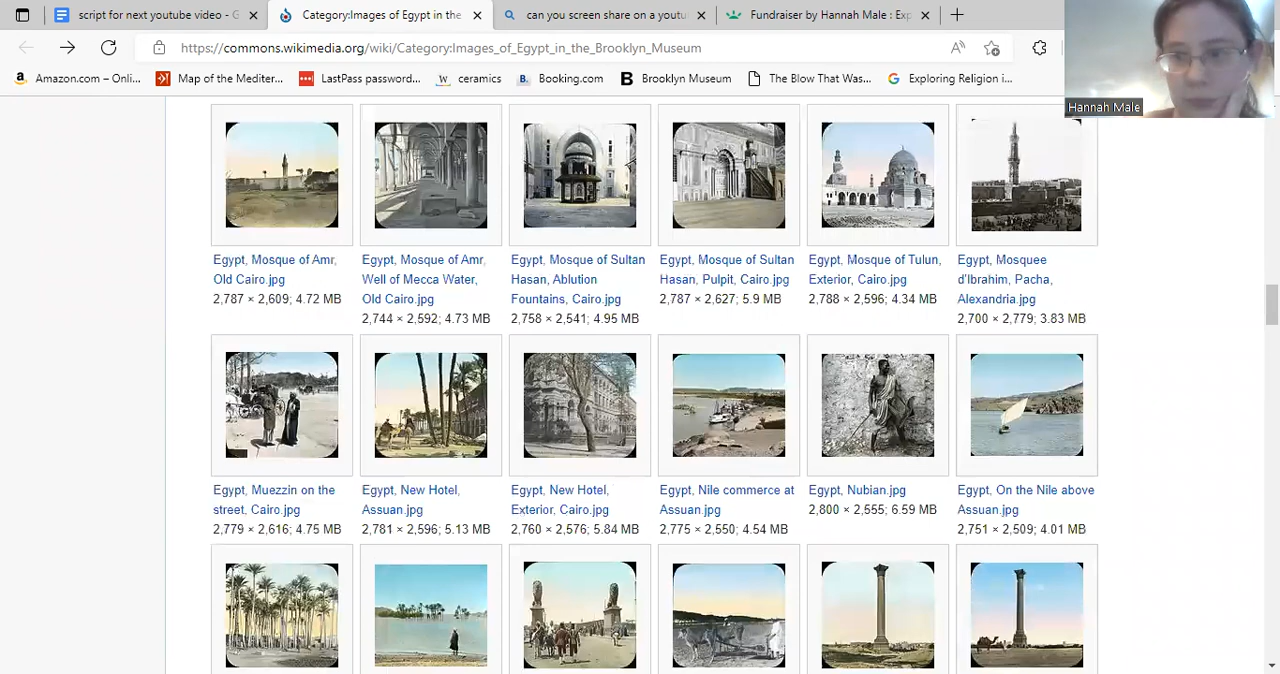 script for next youtube video - G
Category:Images of Egypt in the
can you screen share on a youtu
Fundraiser by Hannah Male : Exp
https://commons.wikimedia.org/wiki/Category:Images_of_Egypt_in_the_Brooklyn_Museum
Amazon.com – Onli...
Map of the Mediter...
LastPass password...
ceramics
Booking.com
Brooklyn Museum
The Blow That Was...
Exploring Religion i...
Hannah Male
Egypt, Mosque of Amr,
Old Cairo.jpg
2,787 × 2,609; 4.72 MB
Egypt, Mosque of Amr,
Well of Mecca Water,
Old Cairo.jpg
2,744 × 2,592; 4.73 MB
Egypt, Mosque of Sultan
Hasan, Ablution
Fountains, Cairo.jpg
2,758 × 2,541; 4.95 MB
Egypt, Mosque of Sultan
Hasan, Pulpit, Cairo.jpg
2,787 × 2,627; 5.9 MB
Egypt, Mosque of Tulun,
Exterior, Cairo.jpg
2,788 × 2,596; 4.34 MB
Egypt, Mosquee
d'Ibrahim, Pacha,
Alexandria.jpg
2,700 × 2,779; 3.83 MB
Egypt, Muezzin on the
street, Cairo.jpg
2,779 × 2,616; 4.75 MB
Egypt, New Hotel,
Assuan.jpg
2,781 × 2,596; 5.13 MB
Egypt, New Hotel,
Exterior, Cairo.jpg
2,760 × 2,576; 5.84 MB
Egypt, Nile commerce at
Assuan.jpg
2,775 × 2,550; 4.54 MB
Egypt, Nubian.jpg
2,800 × 2,555; 6.59 MB
Egypt, On the Nile above
Assuan.jpg
2,751 × 2,509; 4.01 MB